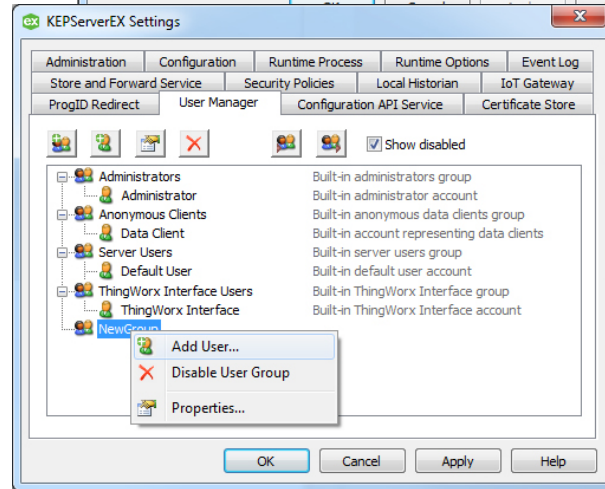 KEPServerEX Settings
Administration Configuration Runtime Process Runtime Options Event Log
Store and Forward Service Security Policies Local Historian IoT Gateway
ProgID Redirect User Manager Configuration API Service Certificate Store
Show disabled
Administrators Built-in administrators group
Administrator Built-in administrator account
Anonymous Clients Built-in anonymous data clients group
Data Client Built-in account representing data clients
Server Users Built-in server users group
Default User Built-in default user account
ThingWorx Interface Users Built-in ThingWorx Interface group
ThingWorx Interface Built-in ThingWorx Interface account
NewGroup
Add User...
Disable User Group
Properties...
OK Cancel Apply Help